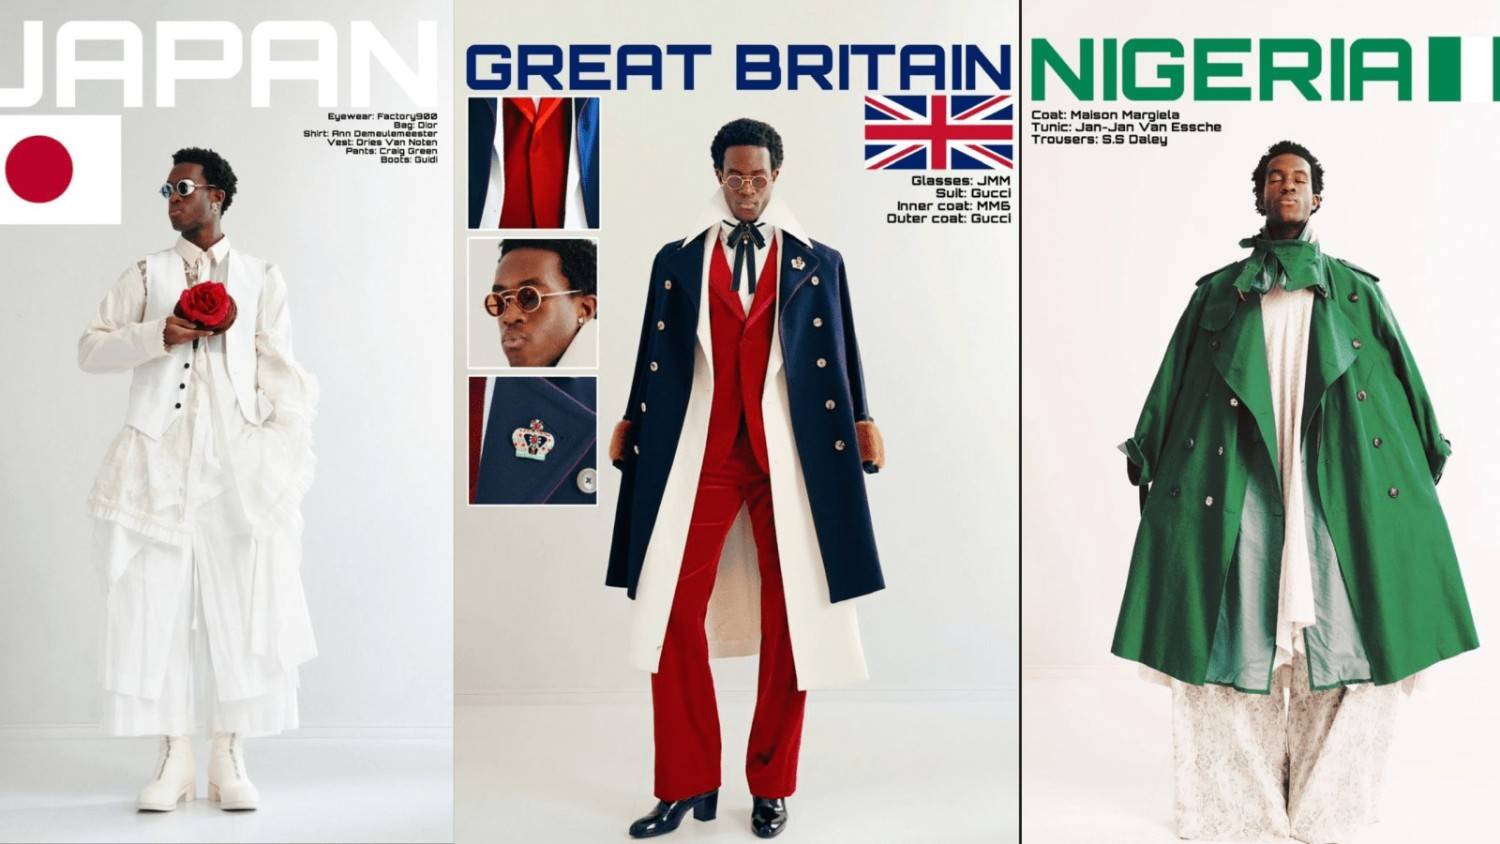 JAPAN
Eyewear: Factory900
Bag: Dior
Shirt: Ann Demeulemeester
Vest: Dries Van Noten
Pants: Craig Green
Boots: Guidi
GREAT BRITAIN
Glasses: JMM
Suit: Gucci
Inner coat: MM6
Outer coat: Gucci
NIGERIA
Coat: Maison Margiela
Tunic: Jan-Jan Van Essche
Trousers: S.S Daley